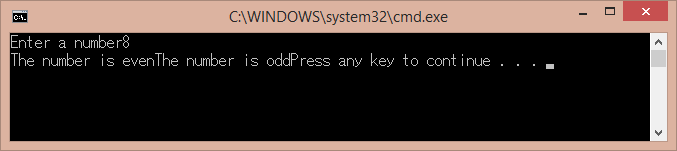 C:\WINDOWS\system32\cmd.exe
Enter a number8
The number is evenThe number is oddPress any key to continue . . .